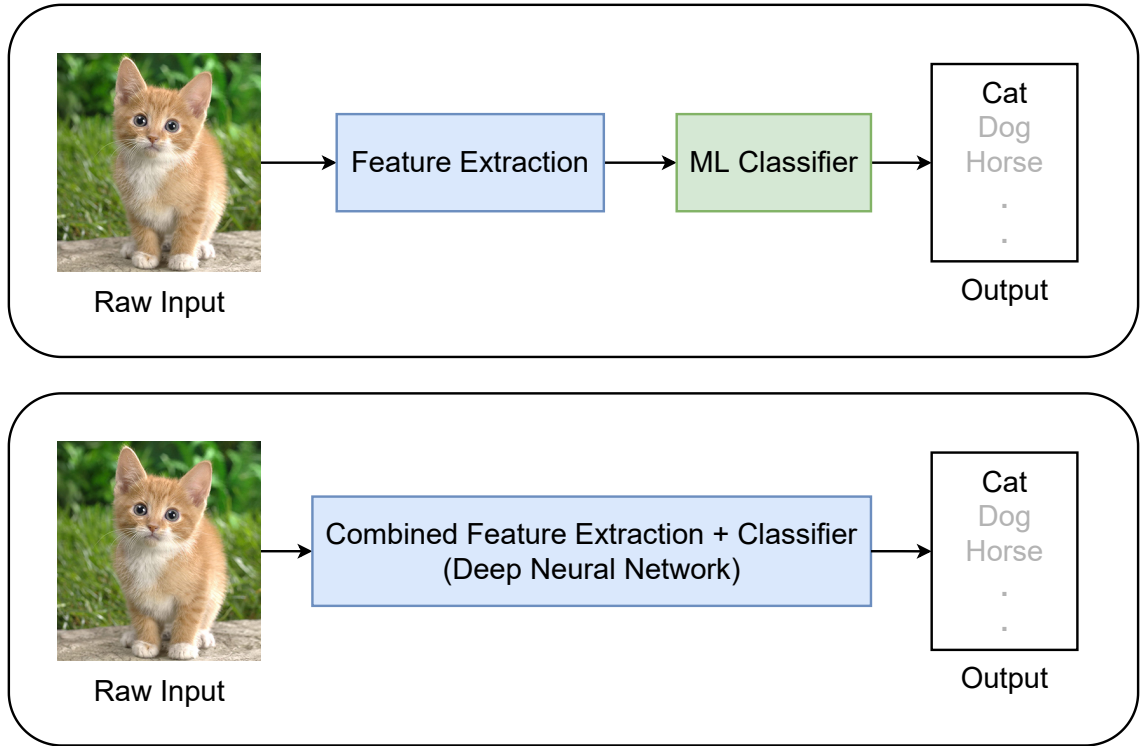 Feature Extraction
ML Classifier
Cat
Dog
Horse
.
.
Raw Input
Output
Combined Feature Extraction + Classifier
(Deep Neural Network)
Cat
Dog
Horse
.
.
Raw Input
Output